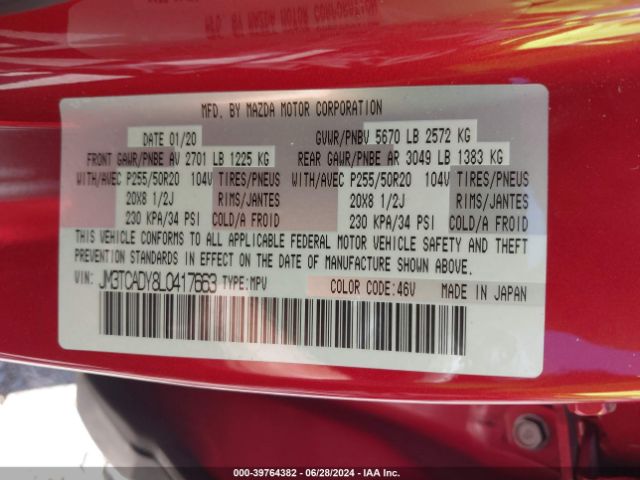 MFD. BY MAZDA MOTOR CORPORATION
DATE 01/20 GVWR/PNBV 5670 LB 2572 KG
FRONT GAWR/PNBE AV 2701 LB 1225 KG REAR GAWR/PNBE AR 3049 LB 1383 KG
WITH/AVEC P255/50R20 104V TIRES/PNEUS WITH/AVEC P255/50R20 104V TIRES/PNEUS
20X8 1/2J RIMS/JANTES 20X8 1/2J RIMS/JANTES
230 KPA/34 PSI COLD/A FROID 230 KPA/34 PSI COLD/A FROID
THIS VEHICLE CONFORMS TO ALL APPLICABLE FEDERAL MOTOR VEHICLE SAFETY AND THEFT
PREVENTION STANDARDS IN EFFECT ON THE DATE OF MANUFACTURE SHOWN ABOVE.
VIN: JM3TCADY8L0417663 TYPE:MPV COLOR CODE:46V MADE IN JAPAN
000-39764382 | 06/28/2024 | IAA Inc.